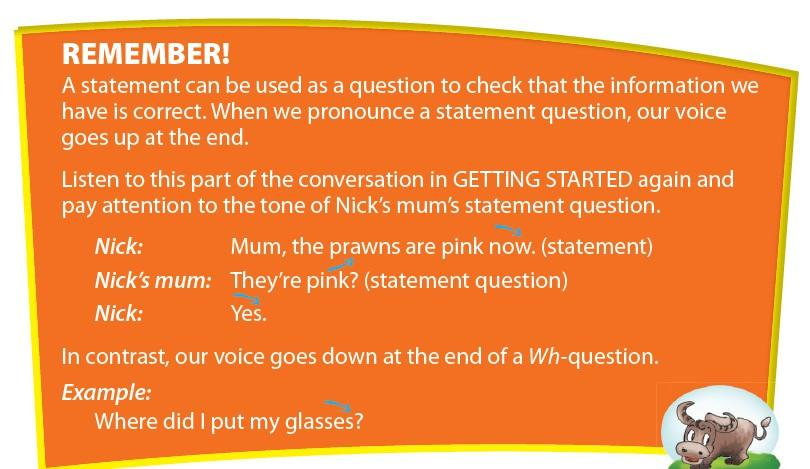 REMEMBER!
A statement can be used as a question to check that the information we
have is correct. When we pronounce a statement question, our voice
goes up at the end.
Listen to this part of the conversation in GETTING STARTED again and
pay attention to the tone of Nick's mum's statement question.
Nick: Mum, the prawns are pink now. (statement)
Nick's mum: They're pink? (statement question)
Nick: Yes.
In contrast, our voice goes down at the end of a Wh-question.
Example:
Where did I put my glasses?